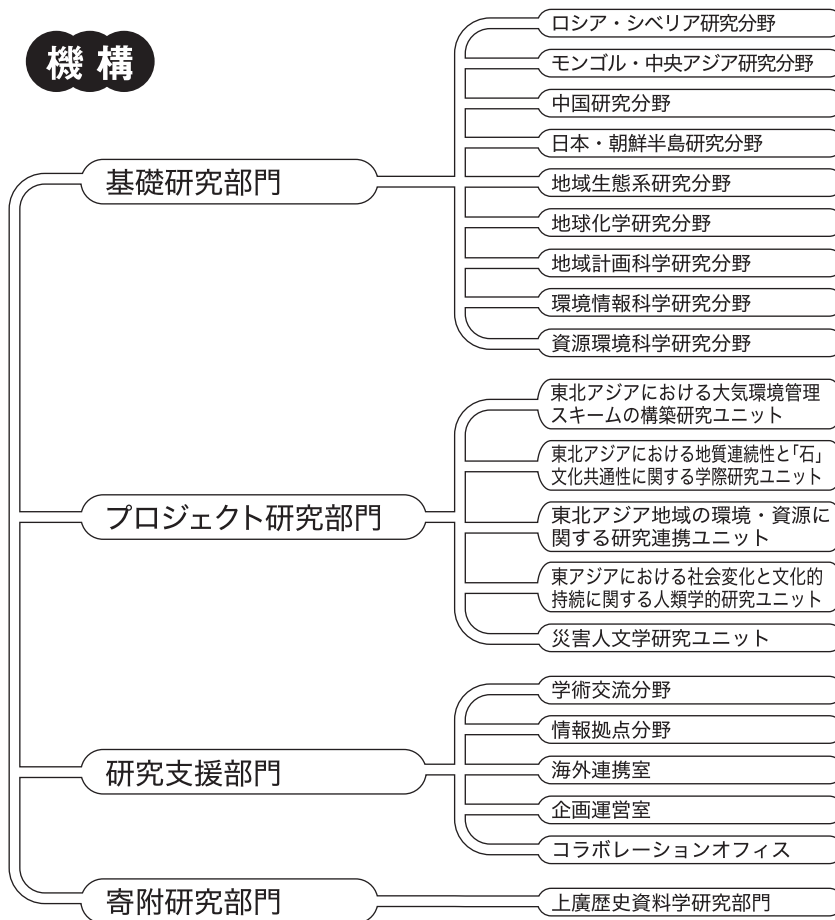 機構
基礎研究部門
ロシア・シベリア研究分野
モンゴル・中央アジア研究分野
中国研究分野
日本・朝鮮半島研究分野
地域生態系研究分野
地球化学研究分野
地域計画科学研究分野
環境情報科学研究分野
資源環境科学研究分野
プロジェクト研究部門
東北アジアにおける大気環境管理
スキームの構築研究ユニット
東北アジアにおける地質連続性と「石」
文化共通性に関する学際研究ユニット
東北アジア地域の環境・資源に
関する研究連携ユニット
東アジアにおける社会変化と文化的
持続に関する人類学的研究ユニット
災害人文学研究ユニット
研究支援部門
学術交流分野
情報拠点分野
海外連携室
企画運営室
コラボレーションオフィス
寄附研究部門
上廣歴史資料学研究部門